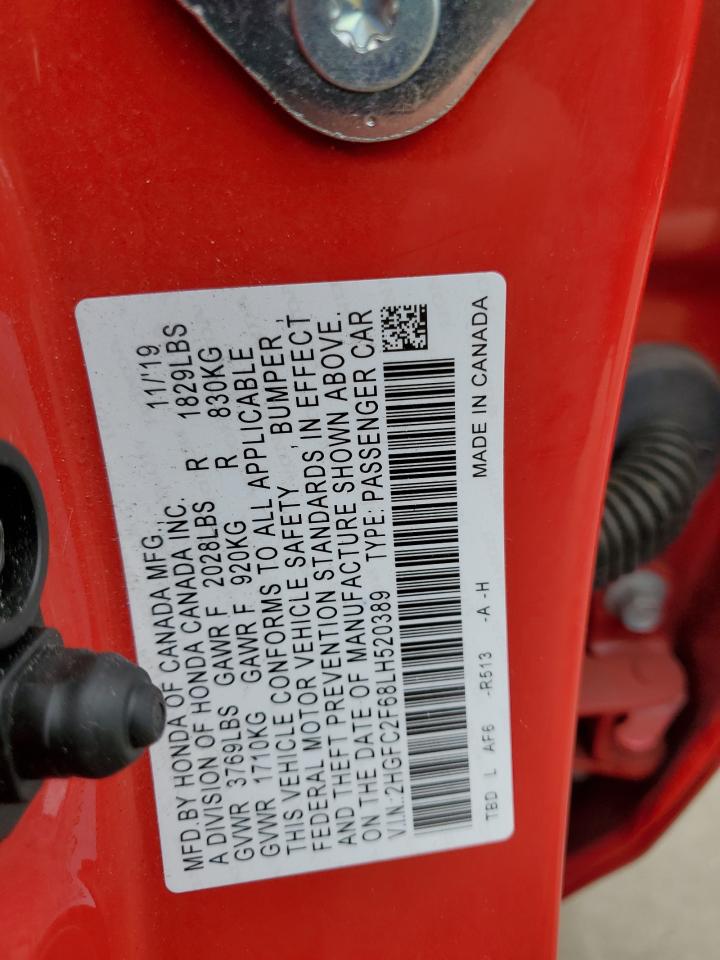 MFD.BY HONDA OF CANADA MFG., 11/'19
A DIVISION OF HONDA CANADA INC.
GVWR 3769LBS GAWR F 2028LBS R 1829LBS
GVWR 1710KG GAWR F 920KG R 830KG
THIS VEHICLE CONFORMS TO ALL APPLICABLE
FEDERAL MOTOR VEHICLE SAFETY, BUMPER,
AND THEFT PREVENTION STANDARDS IN EFFECT
ON THE DATE OF MANUFACTURE SHOWN ABOVE.
V.I.N.:2HGFC2F68LH520389 TYPE: PASSENGER CAR
TBD L AF6 -R513 -A -H MADE IN CANADA